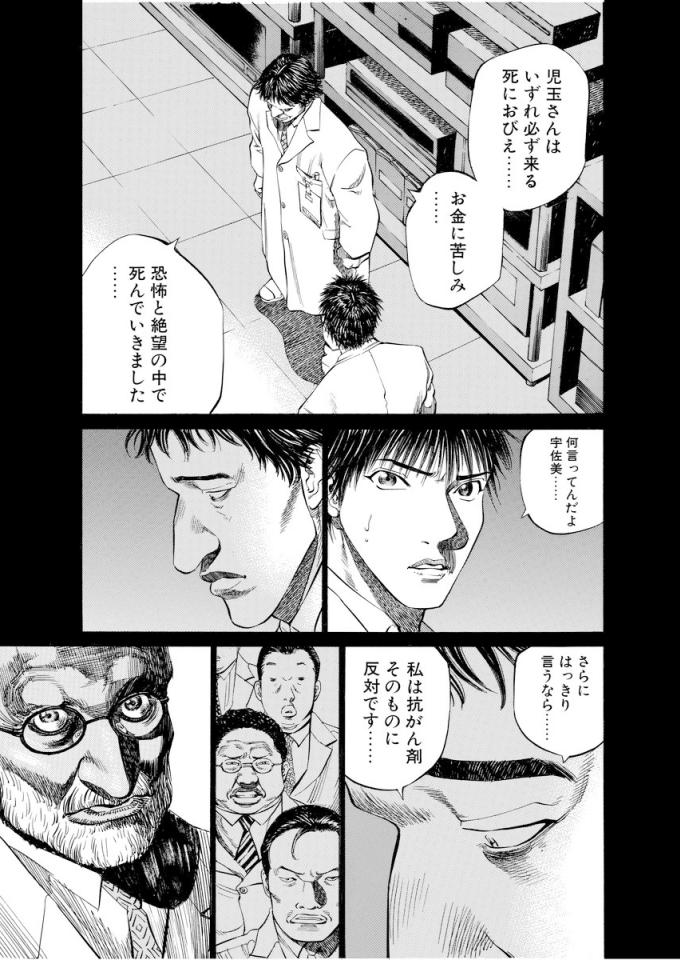 児玉さんは
いずれ必ず来る
死におびえ……
お金に苦しみ
……
恐怖と絶望の中で
死んでいきました
……
何言ってんだよ
宇佐美……
さらに
はっきり
言うなら……
私は抗がん剤
そのものに
反対です……